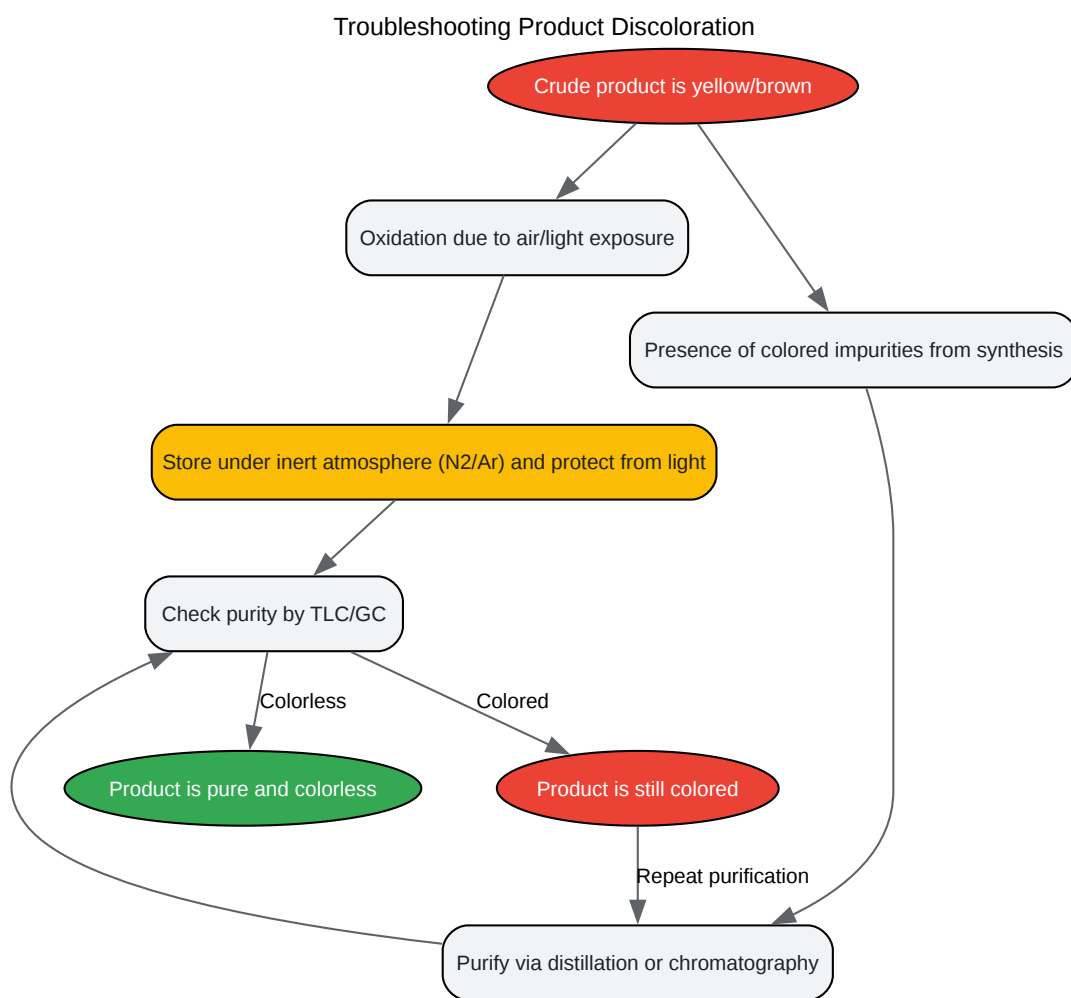 Troubleshooting Product Discoloration
Crude product is yellow/brown
Oxidation due to air/light exposure
Presence of colored impurities from synthesis
Store under inert atmosphere (N2/Ar) and protect from light
Check purity by TLC/GC
Colorless
Colored
Product is pure and colorless
Product is still colored
Repeat purification
Purify via distillation or chromatography